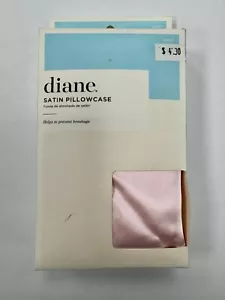 $ 4.30
diane.
SATIN PILLOWCASE
Funda de almohada de satén
Helps to prevent breakage